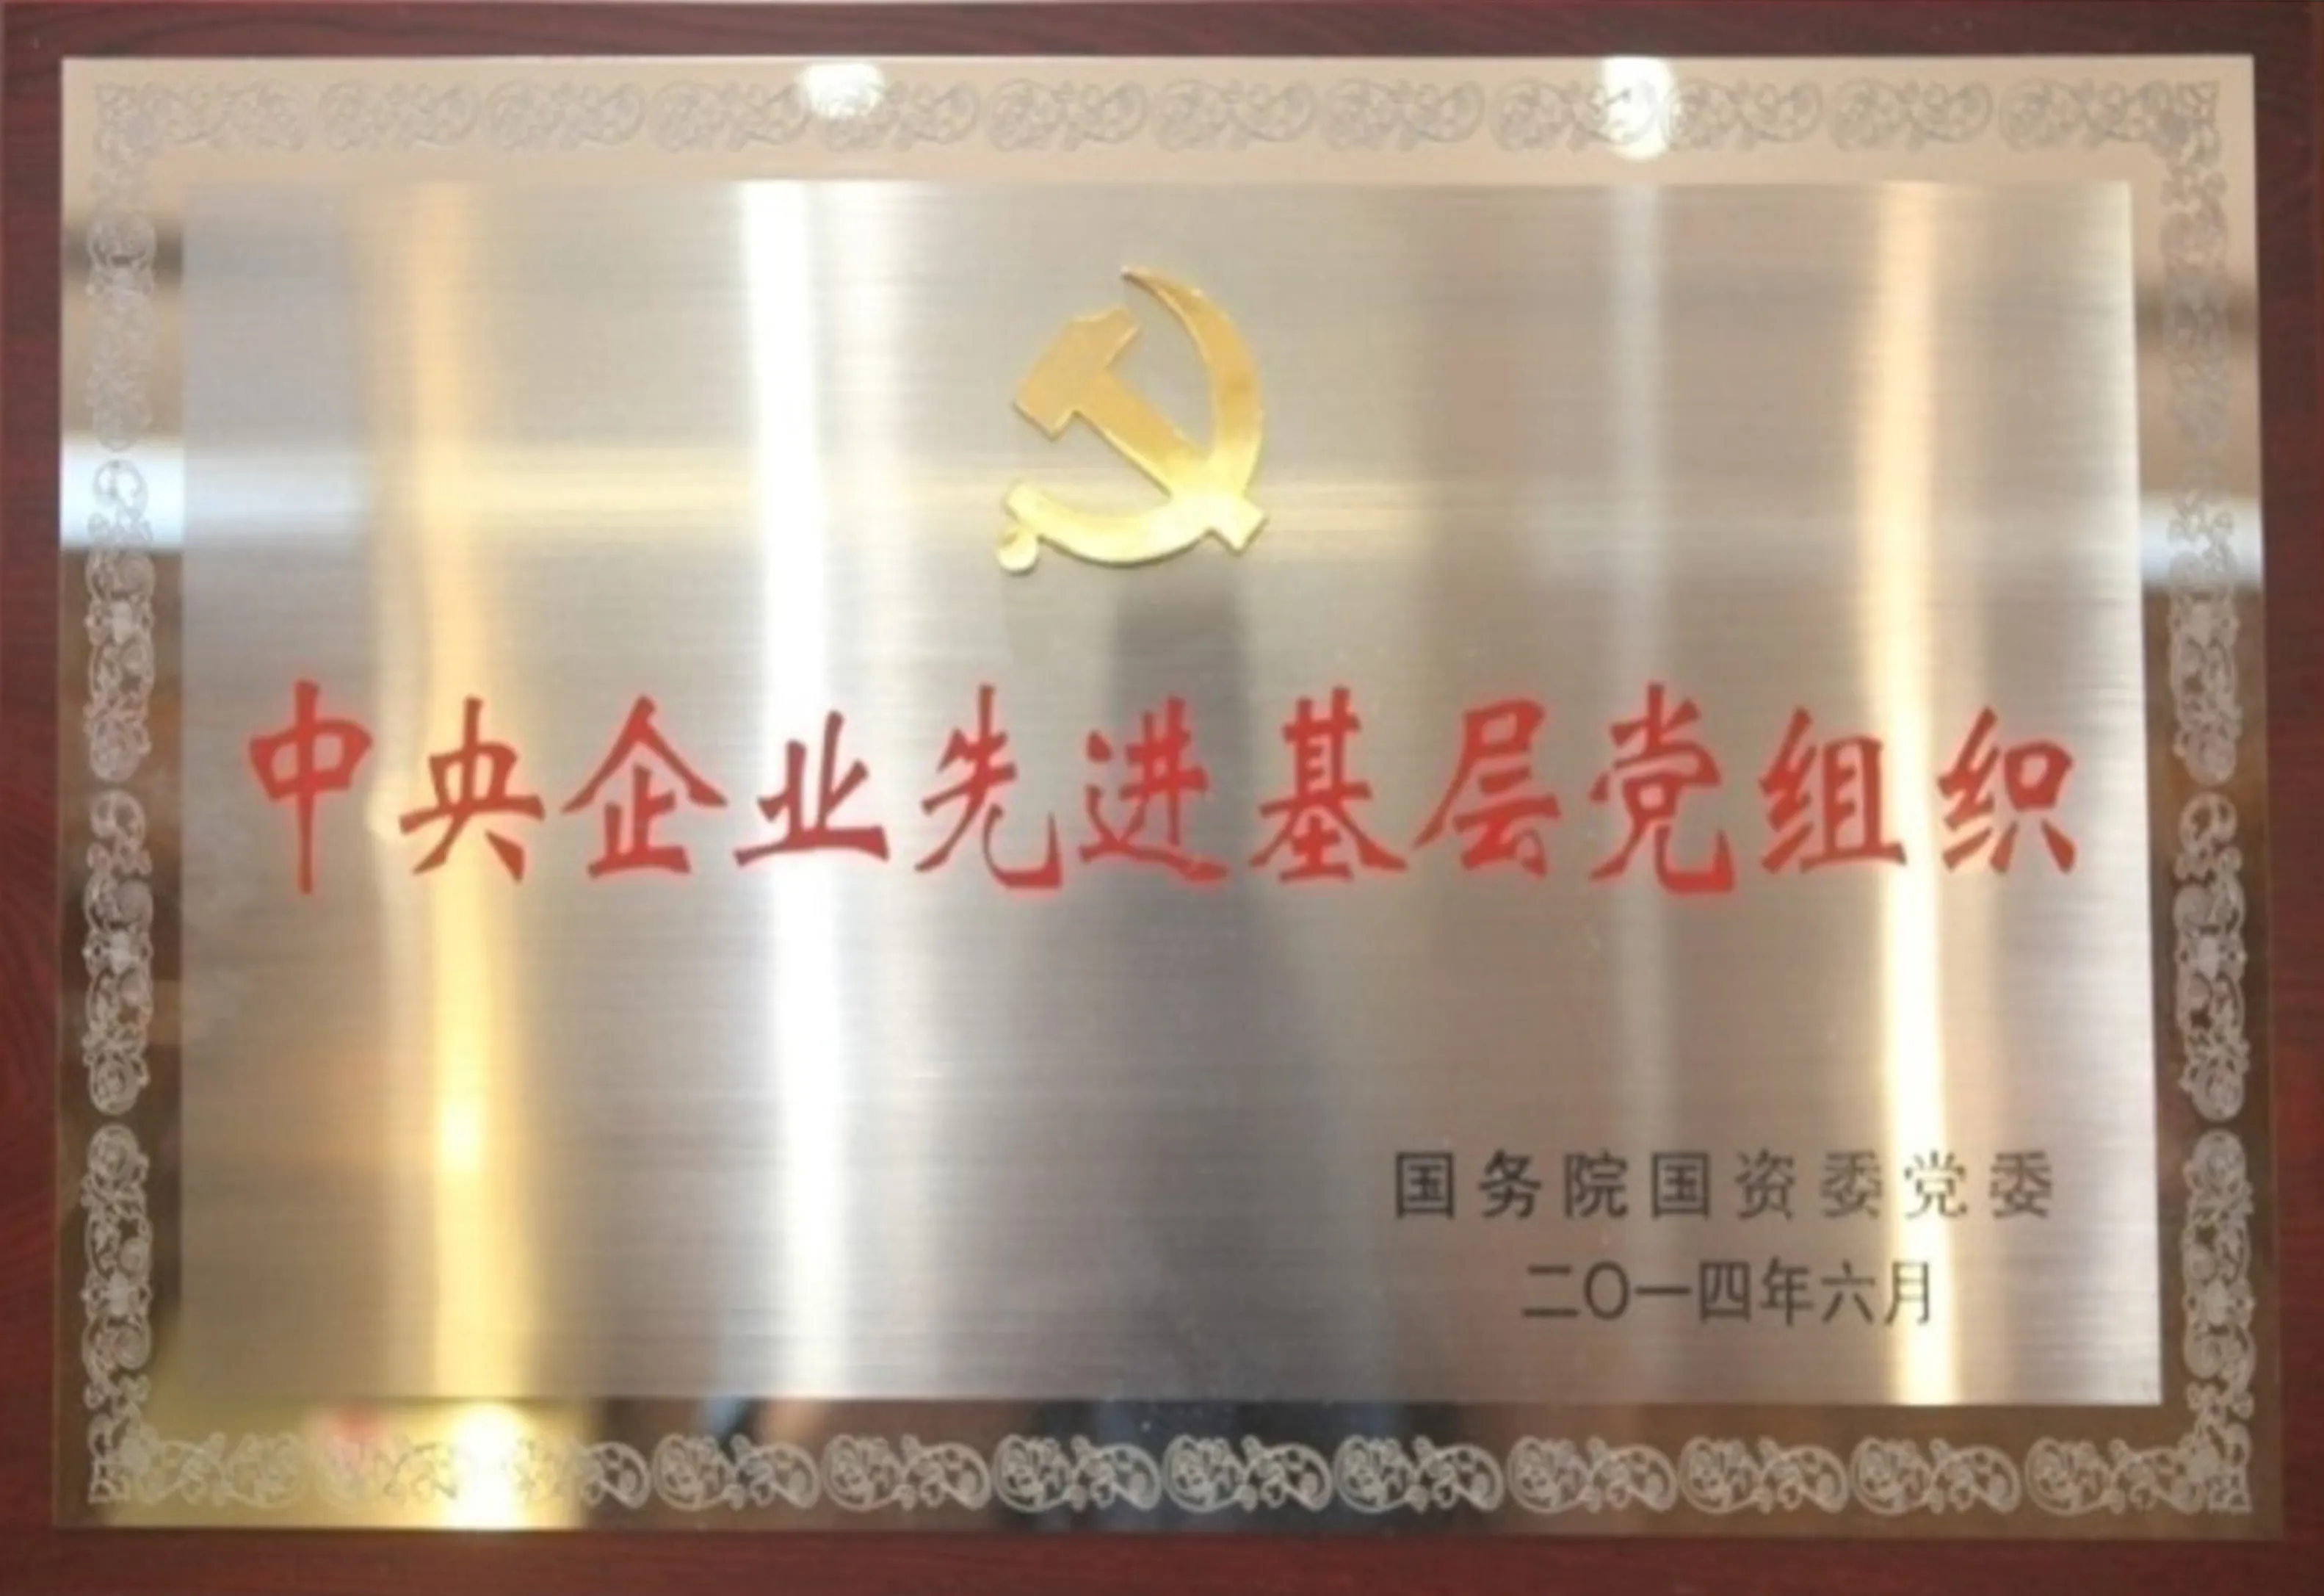 中央企业先进基层党组织
国务院国资委党委
二〇一四年六月